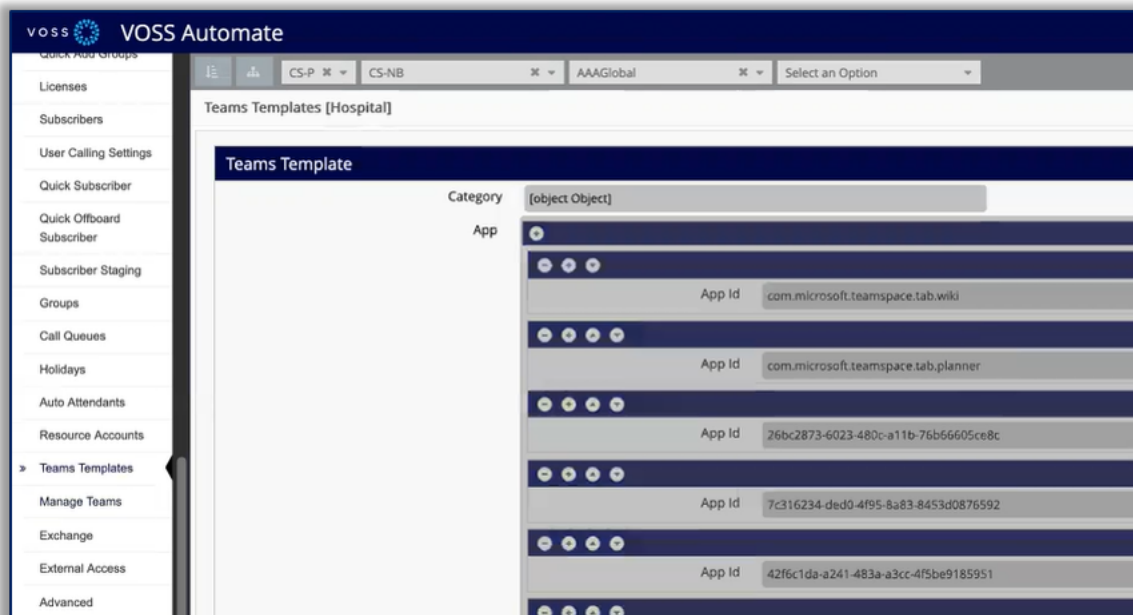 VOSS VOSS Automate
Quick Add Groups
Licenses
Subscribers
User Calling Settings
Quick Subscriber
Quick Offboard
Subscriber
Subscriber Staging
Groups
Call Queues
Holidays
Auto Attendants
Resource Accounts
» Teams Templates
Manage Teams
Exchange
External Access
Advanced
CS-P CS-NB AAAGlobal Select an Option
Teams Templates [Hospital]
Teams Template
Category [object Object]
App
App Id com.microsoft.teamspace.tab.wiki
App Id com.microsoft.teamspace.tab.planner
App Id 26bc2873-6023-480c-a11b-76b66605ce8c
App Id 7c316234-ded0-4f95-8a83-8453d0876592
App Id 42f6c1da-a241-483a-a3cc-4f5be9185951